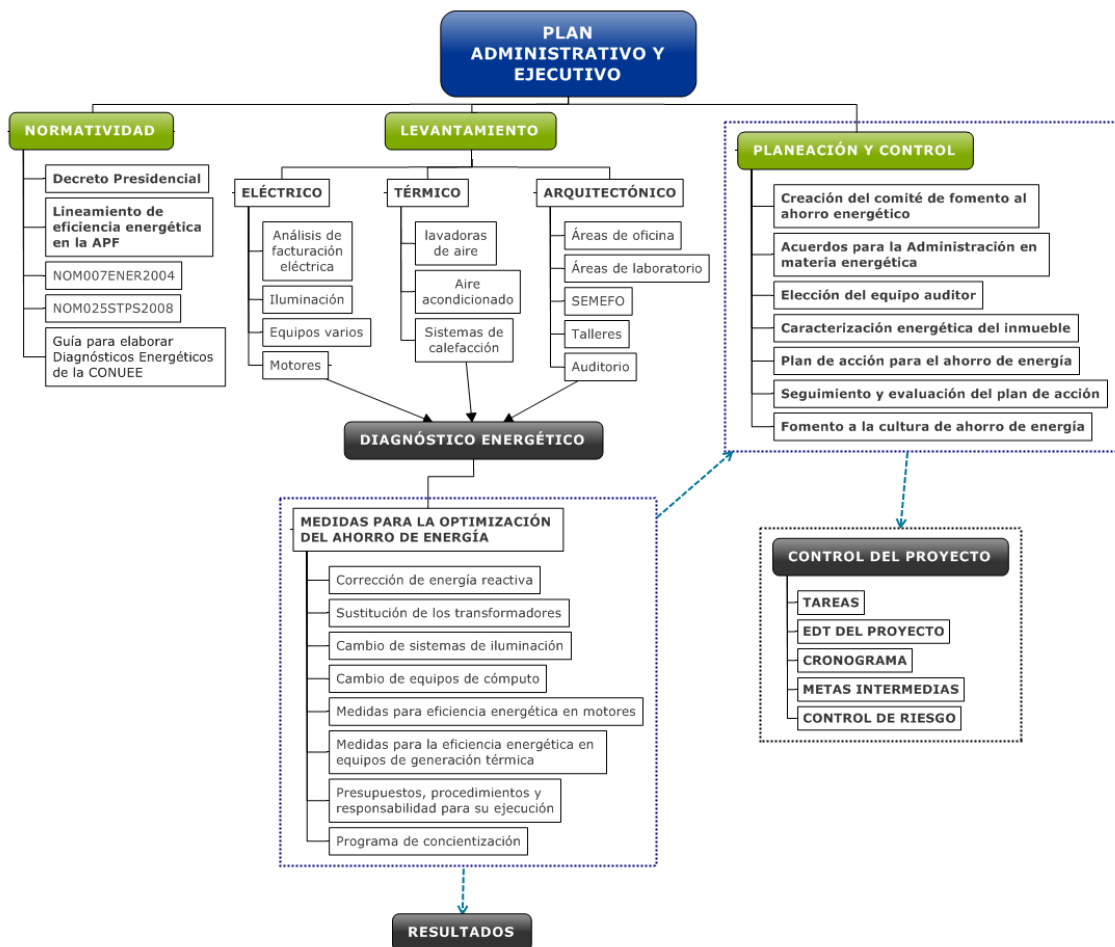 PLAN
ADMINISTRATIVO Y
EJECUTIVO
NORMATIVIDAD
Decreto Presidencial
Lineamiento de
eficiencia energética
en la APF
NOM007ENER2004
NOM025STPS2008
Guía para elaborar
Diagnósticos Energéticos
de la CONUEE
LEVANTAMIENTO
ELÉCTRICO
Análisis de
facturación
eléctrica
Iluminación
Equipos varios
Motores
TÉRMICO
lavadoras
de aire
Aire
acondicionado
Sistemas de
calefacción
ARQUITECTÓNICO
Áreas de oficina
Áreas de laboratorio
SEMEFO
Talleres
Auditorio
PLANEACIÓN Y CONTROL
Creación del comité de fomento al
ahorro energético
Acuerdos para la Administración en
materia energética
Elección del equipo auditor
Caracterización energética del inmueble
Plan de acción para el ahorro de energía
Seguimiento y evaluación del plan de acción
Fomento a la cultura de ahorro de energía
DIAGNÓSTICO ENERGÉTICO
MEDIDAS PARA LA OPTIMIZACIÓN
DEL AHORRO DE ENERGÍA
Corrección de energía reactiva
Sustitución de los transformadores
Cambio de sistemas de iluminación
Cambio de equipos de cómputo
Medidas para eficiencia energética en motores
Medidas para la eficiencia energética en
equipos de generación térmica
Presupuestos, procedimientos y
responsabilidad para su ejecución
Programa de concientización
CONTROL DEL PROYECTO
TAREAS
EDT DEL PROYECTO
CRONOGRAMA
METAS INTERMEDIAS
CONTROL DE RIESGO
RESULTADOS